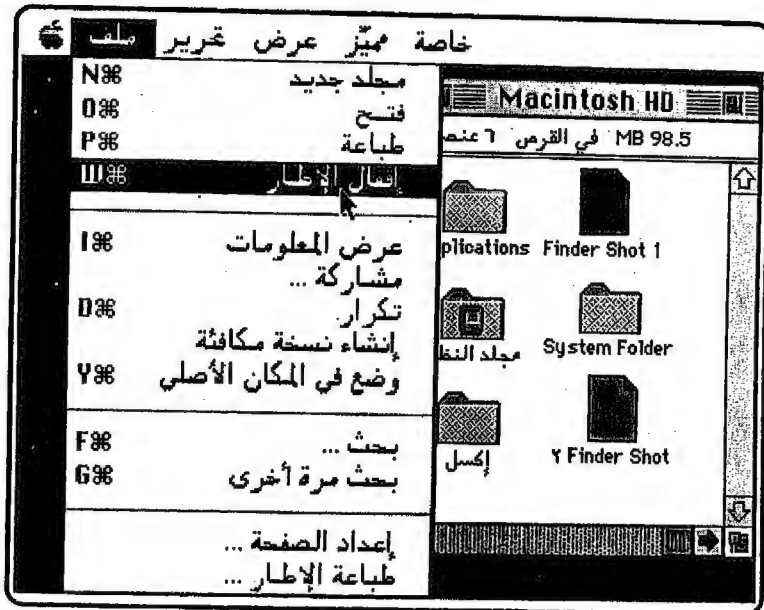 خاصة مميّز عرض تحرير ملف
مجلد جديد ⌘N
فتح ⌘O
طباعة ⌘P
إقفال الإطار ⌘W
عرض المعلومات ⌘I
مشاركة ...
تكرار ⌘D
إنشاء نسخة مكافئة
وضع في المكان الأصلي ⌘Y
بحث ... ⌘F
بحث مرة أخرى ⌘G
إعداد الصفحة ...
طباعة الإطار ...
Macintosh HD
98.5 MB في القرص ٦
Finder Shot 1
System Folder
مجلد
٢ Finder Shot
إكسل